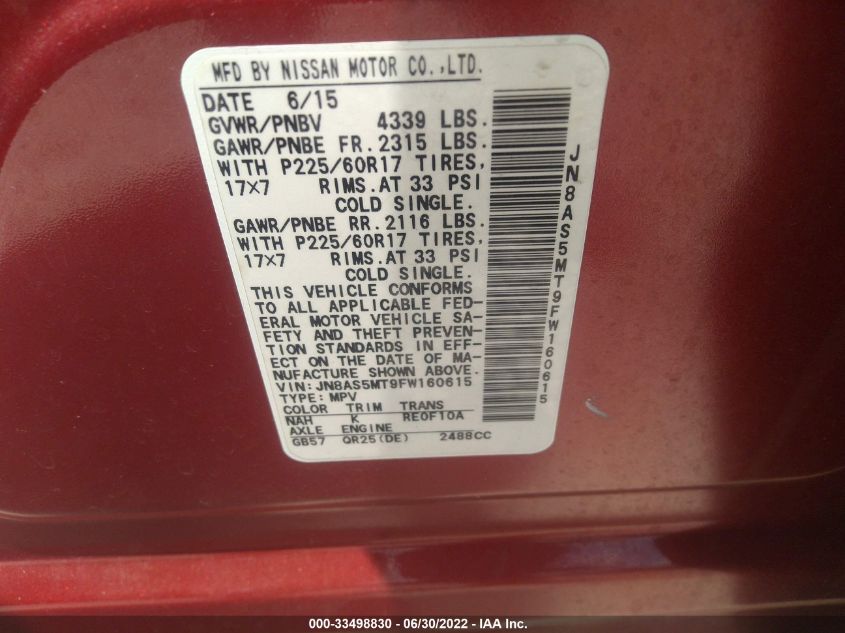 MFD BY NISSAN MOTOR CO.,LTD.
DATE 6/15
GVWR/PNBV 4339 LBS.
GAWR/PNBE FR.2315 LBS.
WITH P225/60R17 TIRES,
17X7 RIMS.AT 33 PSI
COLD SINGLE.
GAWR/PNBE RR.2116 LBS.
WITH P225/60R17 TIRES,
17X7 RIMS.AT 33 PSI
COLD SINGLE.
THIS VEHICLE CONFORMS
TO ALL APPLICABLE FED-
ERAL MOTOR VEHICLE SA-
FETY AND THEFT PREVEN-
TION STANDARDS IN EFF-
ECT ON THE DATE OF MA-
NUFACTURE SHOWN ABOVE.
VIN:JN8AS5MT9FW160615
TYPE:MPV
COLOR TRIM TRANS
NAH K RE0F10A
AXLE ENGINE
GB57 QR25(DE) 2488CC
JN8AS5MT9FW160615
000-33498830 - 06/30/2022 - IAA Inc.